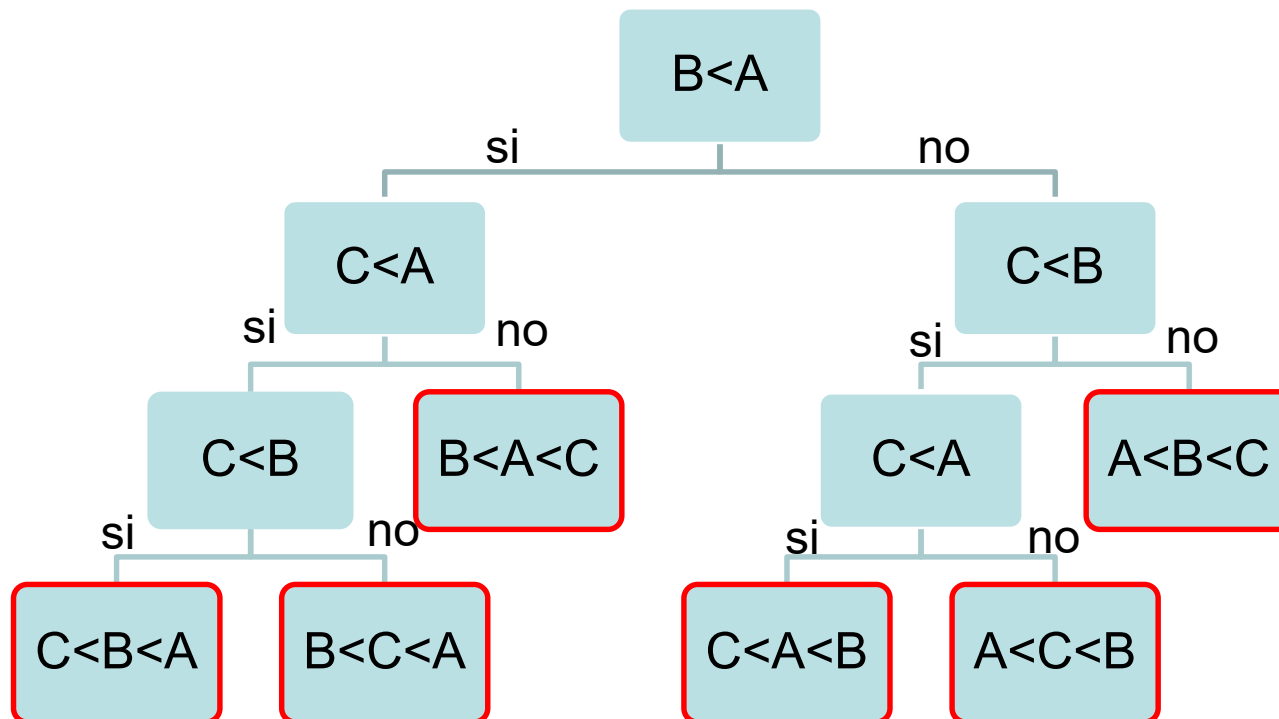 B<A
si
no
C<A
C<B
si
no
si
no
C<B
B<A<C
C<A
A<B<C
si
no
si
no
C<B<A
B<C<A
C<A<B
A<C<B